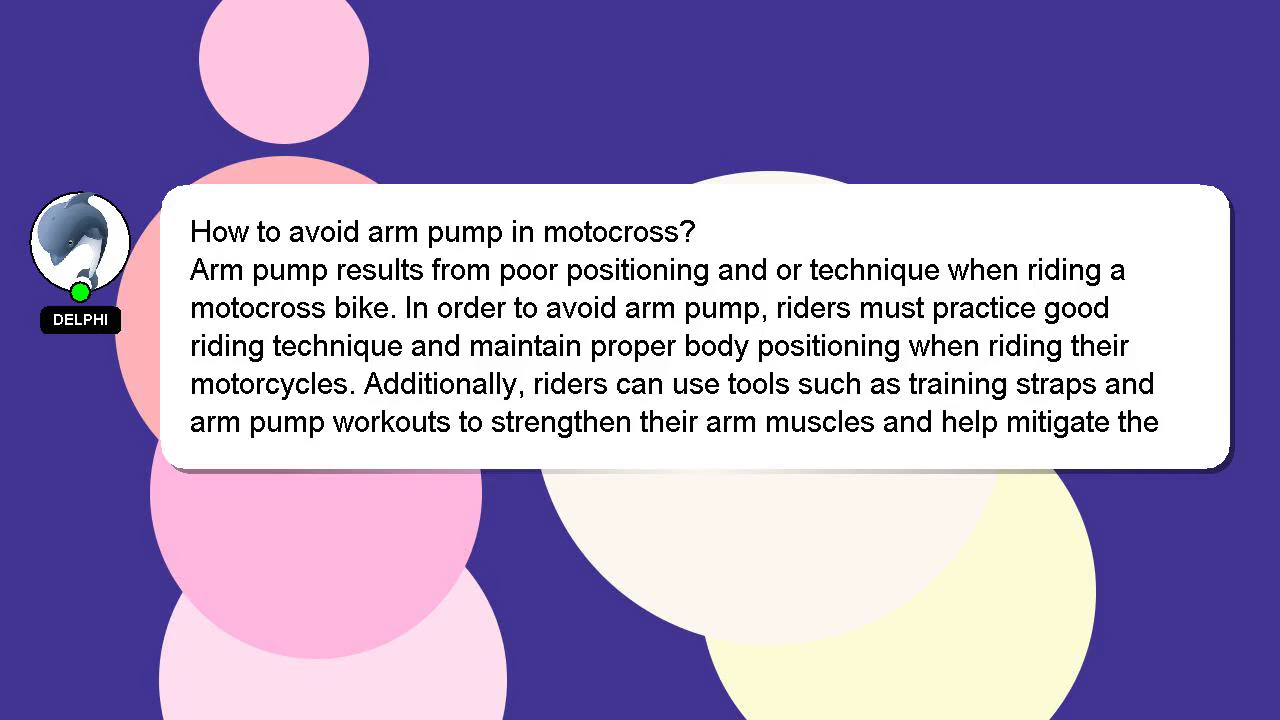 How to avoid arm pump in motocross?
Arm pump results from poor positioning and or technique when riding a
motocross bike. In order to avoid arm pump, riders must practice good
riding technique and maintain proper body positioning when riding their
motorcycles. Additionally, riders can use tools such as training straps and
arm pump workouts to strengthen their arm muscles and help mitigate the
DELPHI